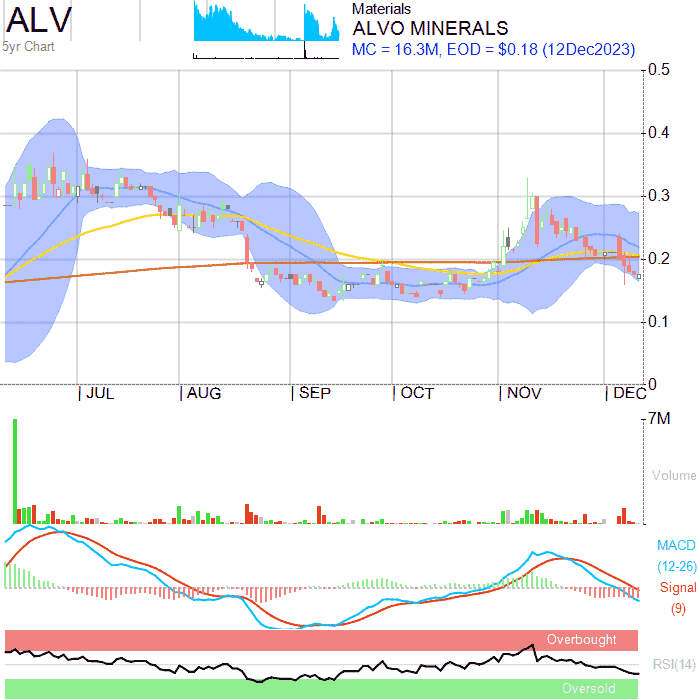 ALV
5yr Chart
Materials
ALVO MINERALS
MC = 16.3M, EOD = $0.18 (12Dec2023)
0.5
0.4
0.3
0.2
0.1
0
JUL AUG SEP OCT NOV DEC
7M
Volume
MACD
(12-26)
Signal
(9)
Overbought
RSI(14)
Oversold